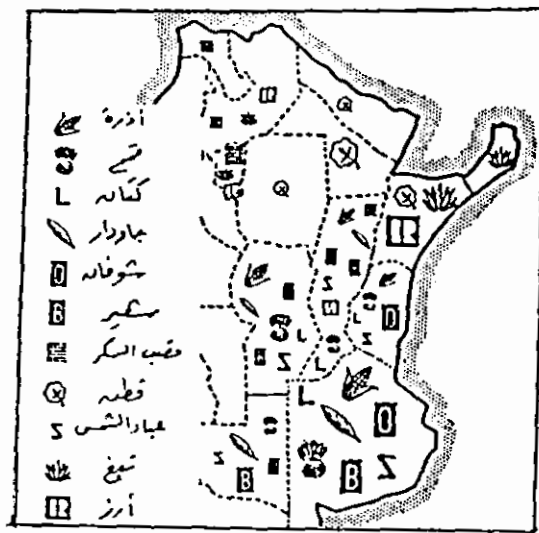 أذرة
قمح
كتان
جاودار
شوفان
شعير
قصب السكر
قطن
عباد الشمس
تبغ
أرز